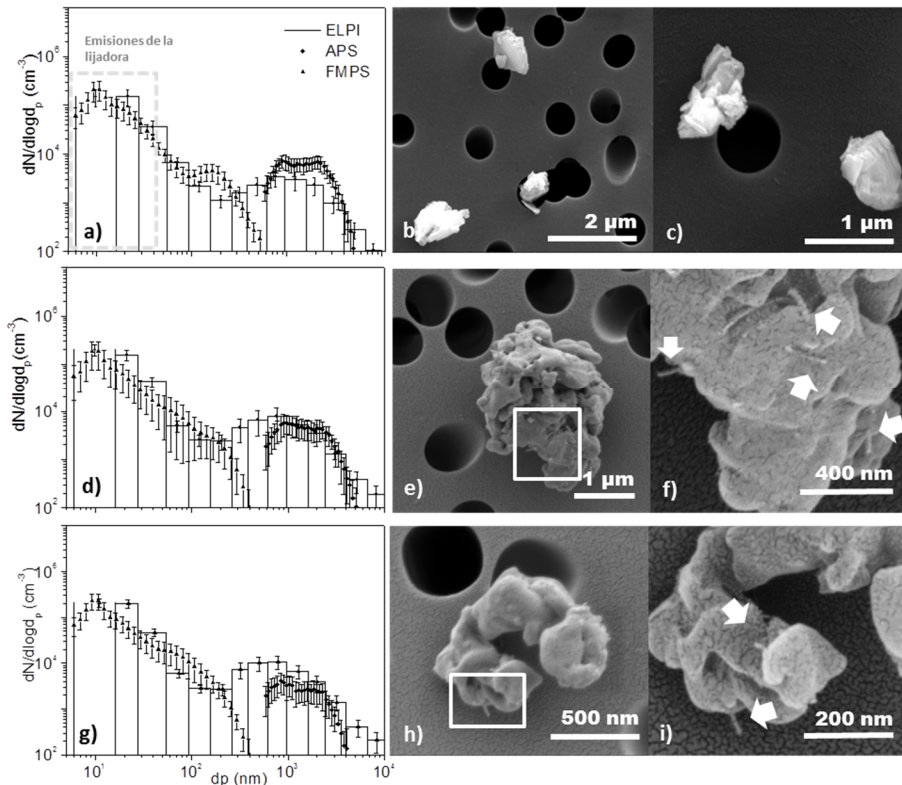 dN/dlogdp (cm-3)
10^6
10^4
10^2
Emisiones de la
lijadora
ELPI
APS
FMPS
a)
b)
2 µm
c)
1 µm
dN/dlogdp(cm-3)
10^6
10^4
10^2
d)
e)
1 µm
f)
400 nm
dN/dlogdp (cm-3)
10^6
10^4
10^2
g)
10^1
10^2
10^3
10^4
dp (nm)
h)
500 nm
i)
200 nm